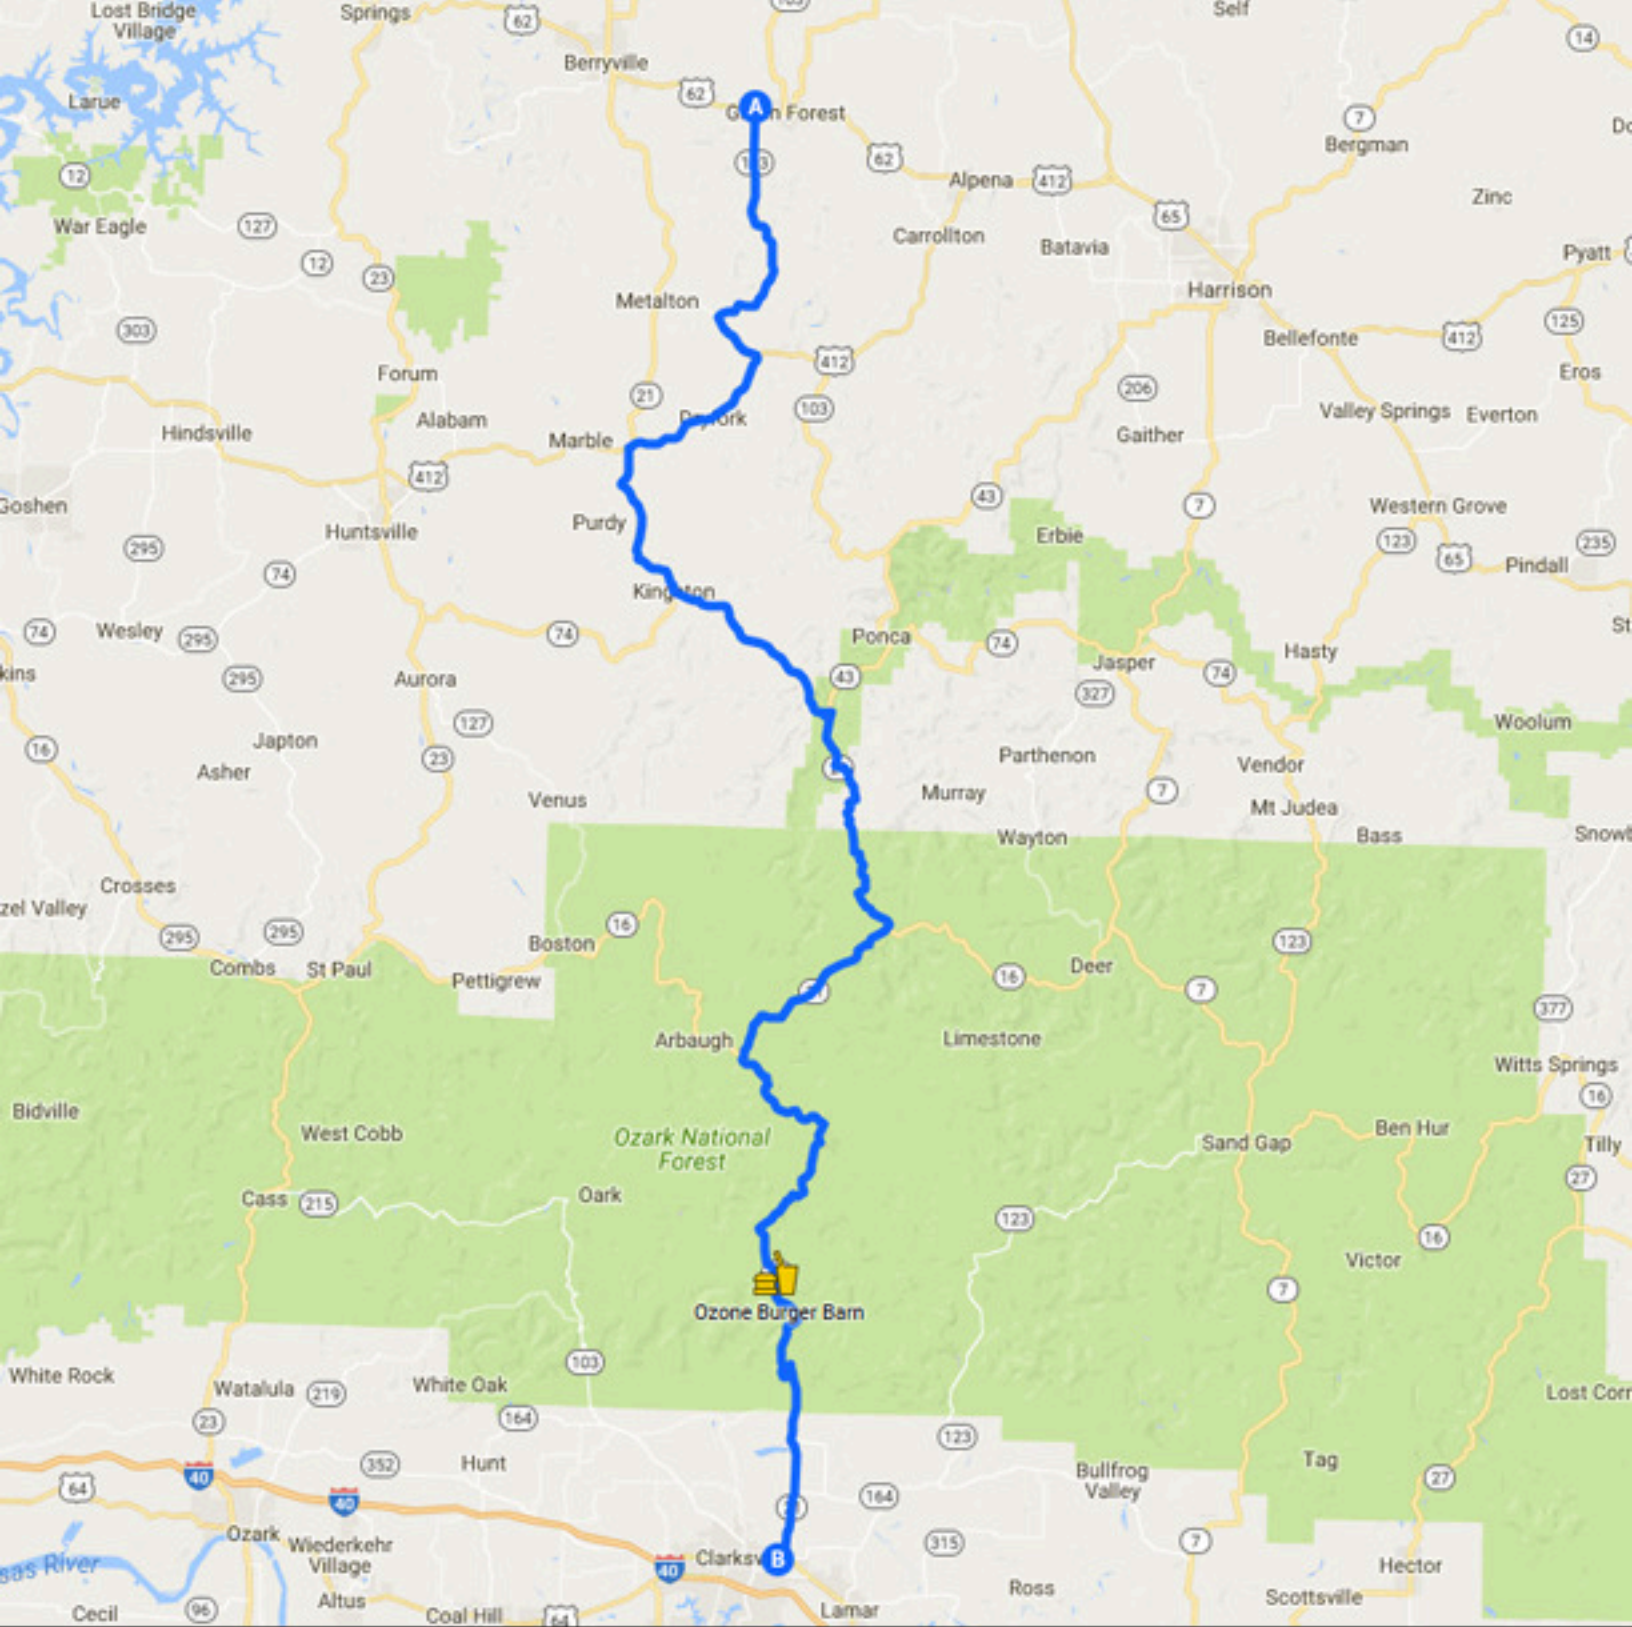 Lost Bridge
Village
Springs
62
103
Self
14
Berryville
62
Larue
7
Bergman
A
Forest
62
Alpena
412
12
65
Zinc
War Eagle
127
Carrollton
Batavia
Pyatt
12
23
Metalton
Harrison
303
125
Bellefonte
412
412
Forum
Eros
206
21
103
Valley Springs
Everton
Alabam
Hindsville
Marble
Gaither
412
43
7
Goshen
Western Grove
Purdy
Huntsville
Erbie
123
235
295
65
Pindall
74
Kingston
74
Wesley
295
74
Ponca
74
Hasty
Jasper
kins
295
Aurora
43
74
327
127
Woolum
16
Japton
23
Parthenon
Vendor
Asher
Venus
Murray
7
Mt Judea
Wayton
Bass
Crosses
zel Valley
16
295
295
Boston
123
Combs
St Paul
Pettigrew
16
Deer
7
377
Arbaugh
Limestone
Witts Springs
16
Bidville
West Cobb
Ozark National
Forest
Sand Gap
Ben Hur
Tilly
27
Cass
215
Oark
123
16
Victor
7
Ozone Burger Barn
103
White Rock
Watalula
219
White Oak
Lost Corr
23
164
123
352
Hunt
Tag
40
64
40
Bullfrog
Valley
27
164
Ozark
Wiederkehr
Village
7
315
sas River
Clarksv
B
40
Hector
Altus
Ross
Scottsville
Cecil
96
Coal Hill
64
Lamar